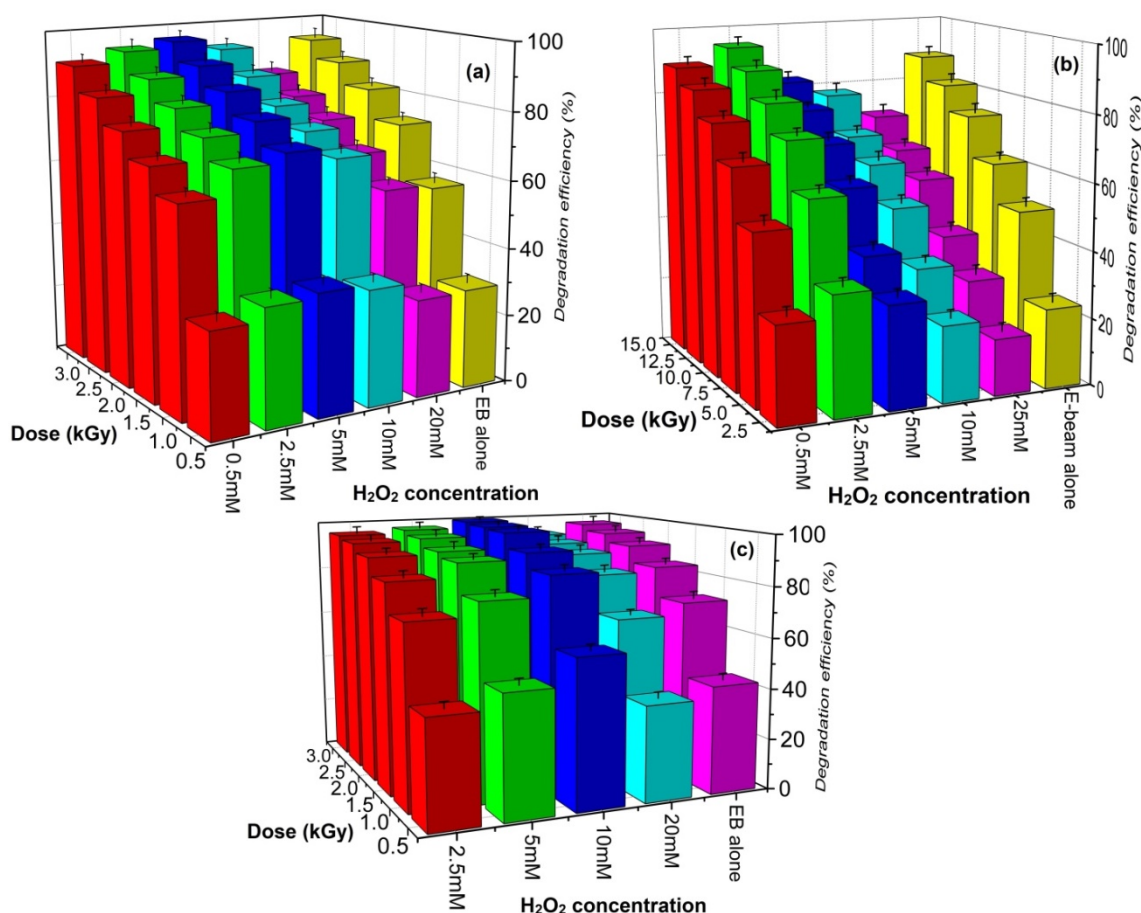 (a)
100
80
60
40
20
0
Degradation efficiency (%)
3.0
2.5
2.0
1.5
1.0
0.5
Dose (kGy)
0.5mM
2.5mM
5mM
10mM
20mM
EB alone
H₂O₂ concentration
(b)
100
80
60
40
20
0
Degradation efficiency (%)
15.0
12.5
10.0
7.5
5.0
2.5
Dose (kGy)
0.5mM
2.5mM
5mM
10mM
25mM
E-beam alone
H₂O₂ concentration
(c)
100
80
60
40
20
0
Degradation efficiency (%)
3.0
2.5
2.0
1.5
1.0
0.5
Dose (kGy)
2.5mM
5mM
10mM
20mM
EB alone
H₂O₂ concentration